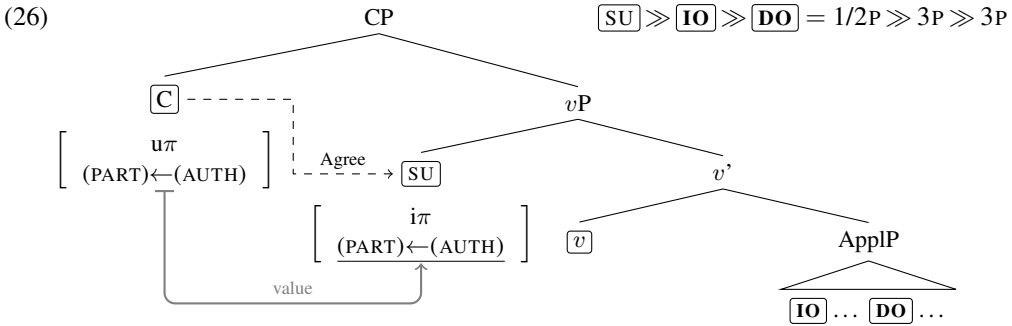 (26) CP SU ≫ IO ≫ DO = 1/2P ≫ 3P ≫ 3P
C vP
uπ Agree SU v’
(PART)←(AUTH)
iπ v ApplP
(PART)←(AUTH)
value
IO … DO …